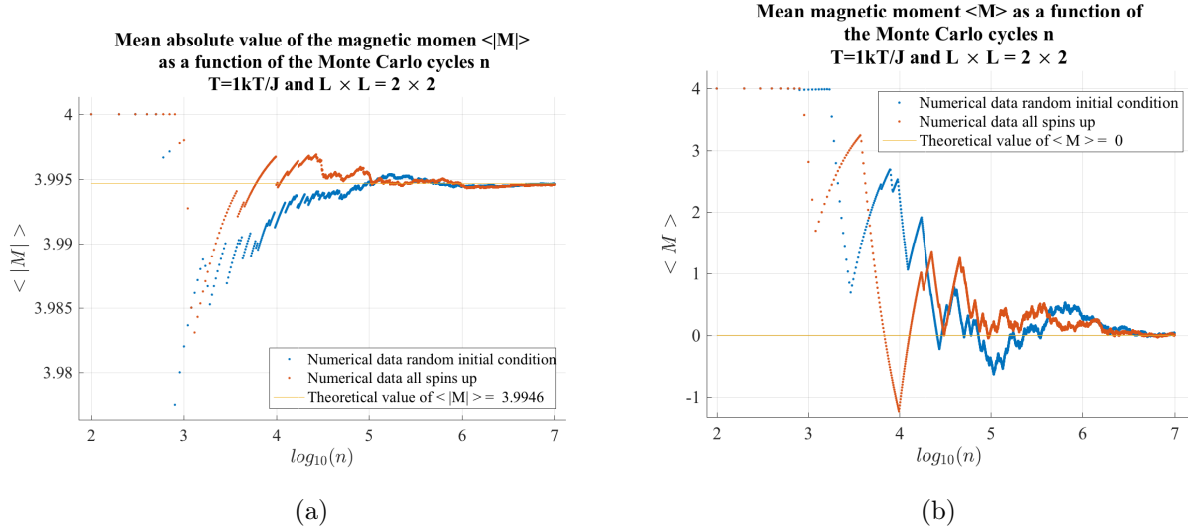 Mean absolute value of the magnetic momen <|M|>
as a function of the Monte Carlo cycles n
T=1kT/J and L × L = 2 × 2
4
3.995
3.99
3.985
3.98
< |M| >
2 3 4 5 6 7
log10(n)
Numerical data random initial condition
Numerical data all spins up
Theoretical value of < |M| > = 3.9946
(a)
Mean magnetic moment <M> as a function of
the Monte Carlo cycles n
T=1kT/J and L × L = 2 × 2
4
3
2
1
0
-1
< M >
2 3 4 5 6 7
log10(n)
Numerical data random initial condition
Numerical data all spins up
Theoretical value of < M > = 0
(b)